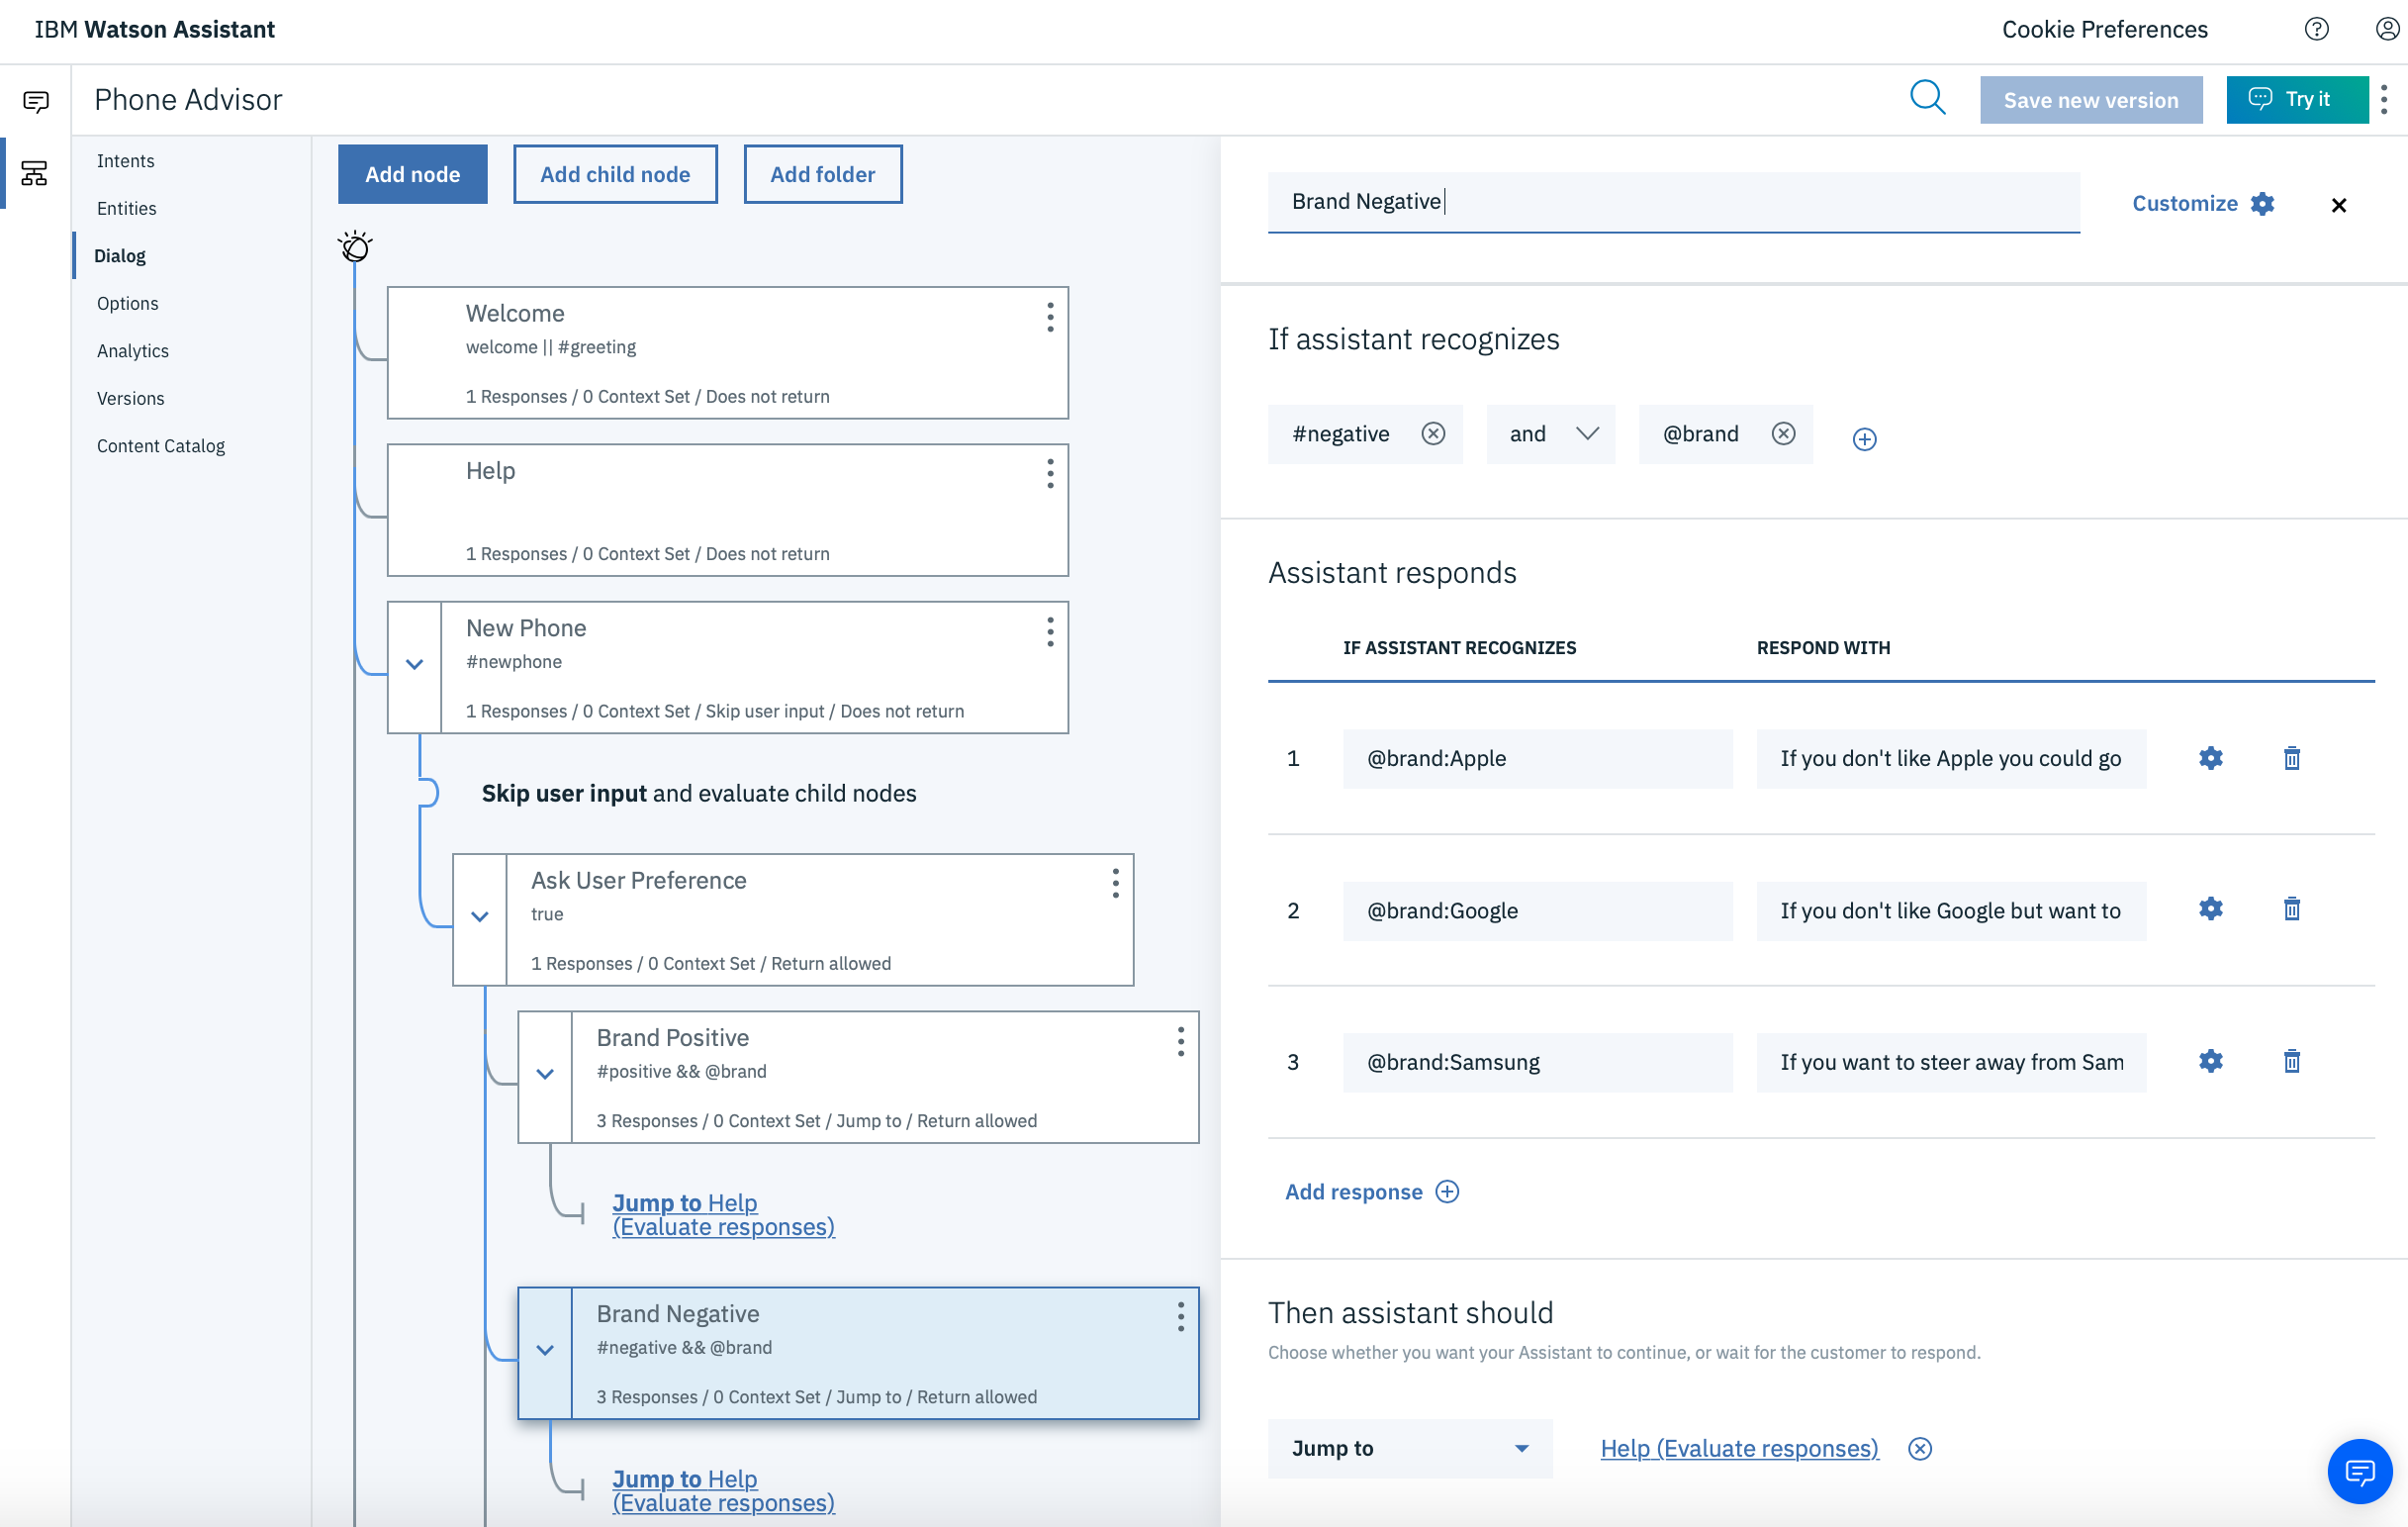 IBM Watson Assistant
Cookie Preferences
Phone Advisor
Save new version
Try it
Intents
Entities
Dialog
Options
Analytics
Versions
Content Catalog
Add node
Add child node
Add folder
Welcome
welcome || #greeting
1 Responses / 0 Context Set / Does not return
Help
1 Responses / 0 Context Set / Does not return
New Phone
#newphone
1 Responses / 0 Context Set / Skip user input / Does not return
Skip user input and evaluate child nodes
Ask User Preference
true
1 Responses / 0 Context Set / Return allowed
Brand Positive
#positive && @brand
3 Responses / 0 Context Set / Jump to / Return allowed
Jump to Help
(Evaluate responses)
Brand Negative
#negative && @brand
3 Responses / 0 Context Set / Jump to / Return allowed
Jump to Help
(Evaluate responses)
Brand Negative
Customize
If assistant recognizes
#negative and @brand
Assistant responds
IF ASSISTANT RECOGNIZES RESPOND WITH
1 @brand:Apple If you don't like Apple you could go
2 @brand:Google If you don't like Google but want to
3 @brand:Samsung If you want to steer away from Sam
Add response
Then assistant should
Choose whether you want your Assistant to continue, or wait for the customer to respond.
Jump to Help (Evaluate responses)